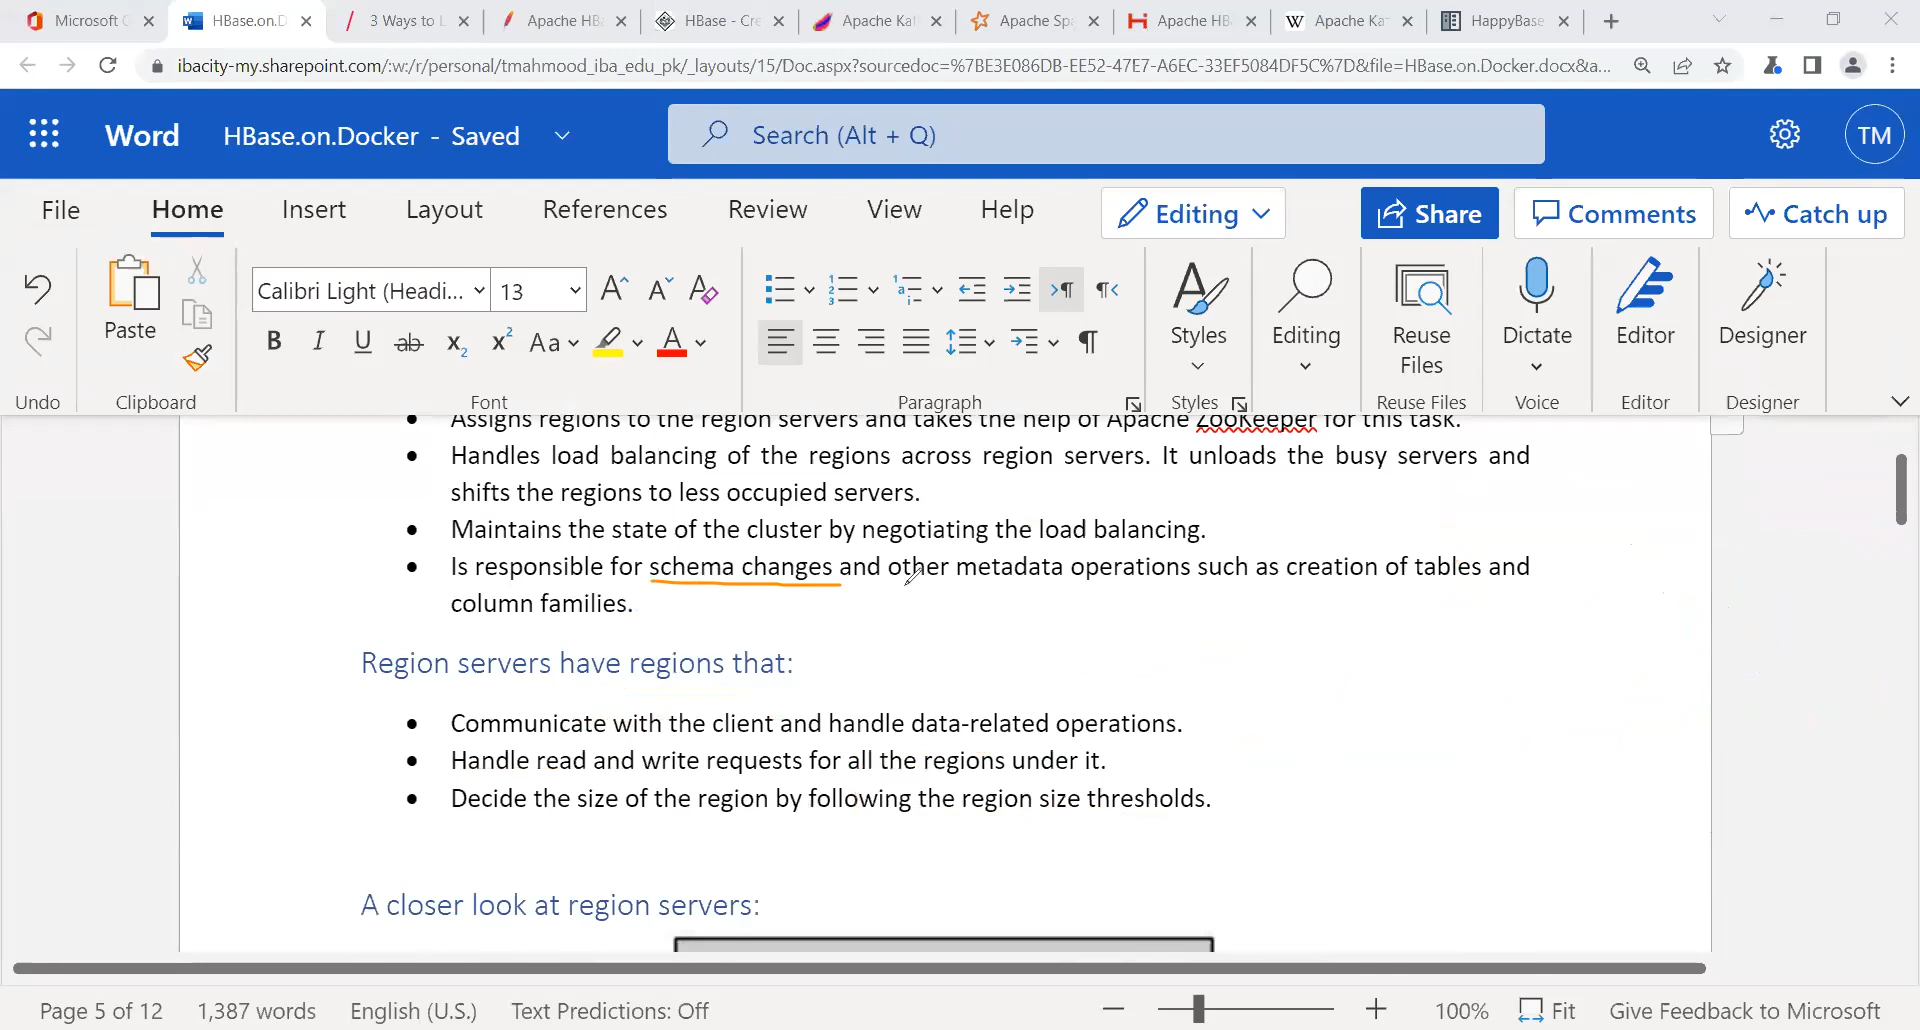 Microsoft O
HBase.on.D
3 Ways to L
Apache HBa
HBase - Cre
Apache Kaf
Apache Spa
Apache HB
Apache Kaf
HappyBase
ibacity-my.sharepoint.com/:w:/r/personal/tmahmood_iba_edu_pk/_layouts/15/Doc.aspx?sourcedoc=%7BE3E086DB-EE52-47E7-A6EC-33EF5084DF5C%7D&file=HBase.on.Docker.docx&a...
Word HBase.on.Docker - Saved Search (Alt + Q) TM
File Home Insert Layout References Review View Help Editing Share Comments Catch up
Calibri Light (Headi... 13
Paste Styles Editing Reuse Files Dictate Editor Designer
Undo Clipboard Font Paragraph Styles Reuse Files Voice Editor Designer
• Assigns regions to the region servers and takes the help of Apache ZooKeeper for this task.
• Handles load balancing of the regions across region servers. It unloads the busy servers and
shifts the regions to less occupied servers.
• Maintains the state of the cluster by negotiating the load balancing.
• Is responsible for schema changes and other metadata operations such as creation of tables and
column families.
Region servers have regions that:
• Communicate with the client and handle data-related operations.
• Handle read and write requests for all the regions under it.
• Decide the size of the region by following the region size thresholds.
A closer look at region servers:
Page 5 of 12 1,387 words English (U.S.) Text Predictions: Off 100% Fit Give Feedback to Microsoft